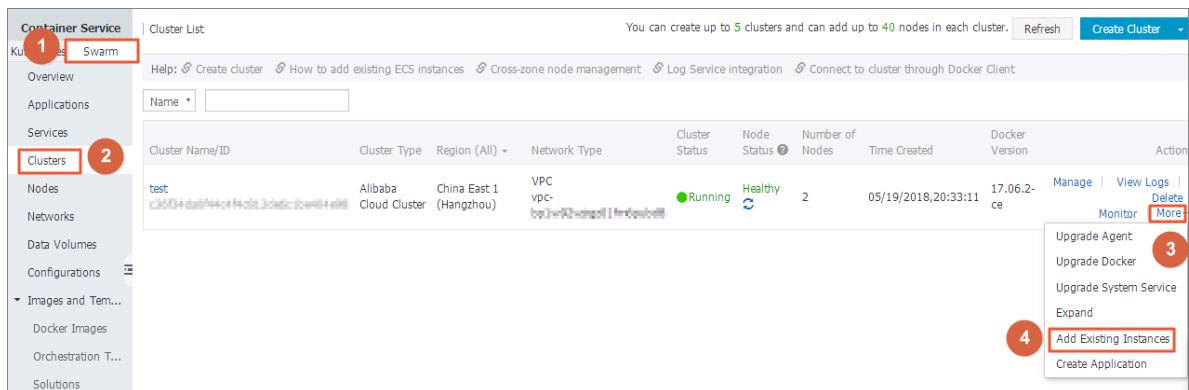 Container Service
Cluster List
You can create up to 5 clusters and can add up to 40 nodes in each cluster.
Refresh
Create Cluster
1
Swarm
Help: Create cluster How to add existing ECS instances Cross-zone node management Log Service integration Connect to cluster through Docker Client
Overview
Applications
Services
Clusters
2
Nodes
Networks
Data Volumes
Configurations
Images and Tem...
Docker Images
Orchestration T...
Solutions
Name
Cluster Name/ID
Cluster Type
Region (All)
Network Type
Cluster Status
Node Status
Number of Nodes
Time Created
Docker Version
Action
test
Alibaba Cloud Cluster
China East 1 (Hangzhou)
VPC
vpc-
Running
Healthy
2
05/19/2018,20:33:11
17.06.2-ce
Manage View Logs
Delete
Monitor More
3
Upgrade Agent
Upgrade Docker
Upgrade System Service
Expand
4
Add Existing Instances
Create Application